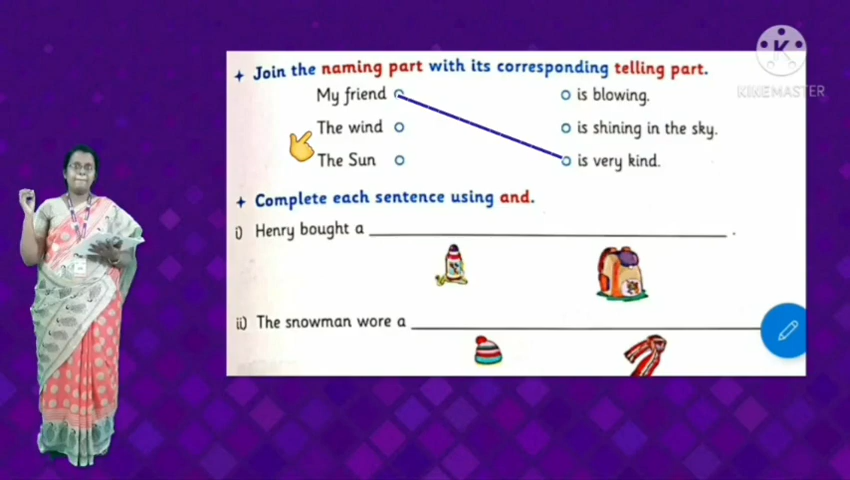 Join the naming part with its corresponding telling part.
My friend is blowing.
The wind is shining in the sky.
The Sun is very kind.
Complete each sentence using and.
i) Henry bought a .
ii) The snowman wore a
K
KINEMASTER